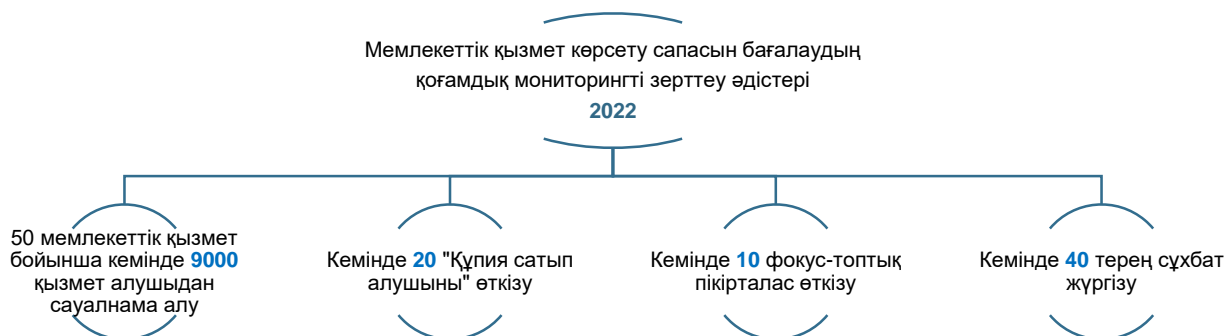 Мемлекеттік қызмет көрсету сапасын бағалаудың
қоғамдық мониторингті зерттеу әдістері
2022
50 мемлекеттік қызмет
бойынша кемінде 9000
қызмет алушыдан
сауалнама алу
Кемінде 20 "Құпия сатып
алушыны" өткізу
Кемінде 10 фокус-топтық
пікірталас өткізу
Кемінде 40 терең сұхбат
жүргізу